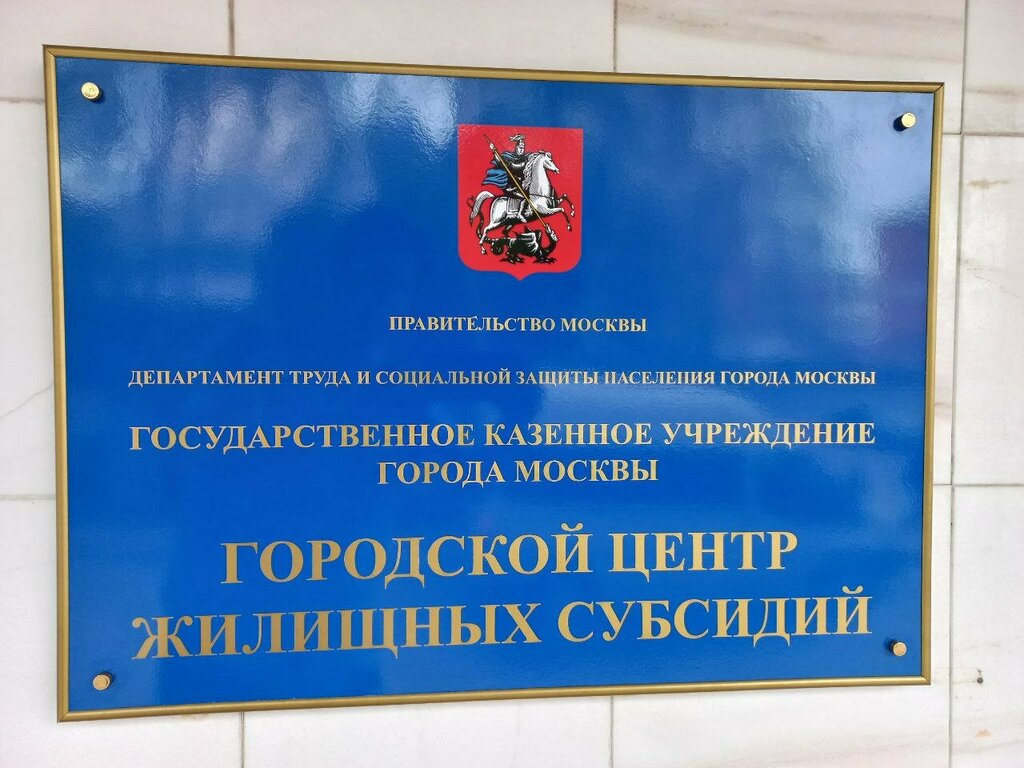 ПРАВИТЕЛЬСТВО МОСКВЫ
ДЕПАРТАМЕНТ ТРУДА И СОЦИАЛЬНОЙ ЗАЩИТЫ НАСЕЛЕНИЯ ГОРОДА МОСКВЫ
ГОСУДАРСТВЕННОЕ КАЗЕННОЕ УЧРЕЖДЕНИЕ
ГОРОДА МОСКВЫ
ГОРОДСКОЙ ЦЕНТР
ЖИЛИЩНЫХ СУБСИДИЙ